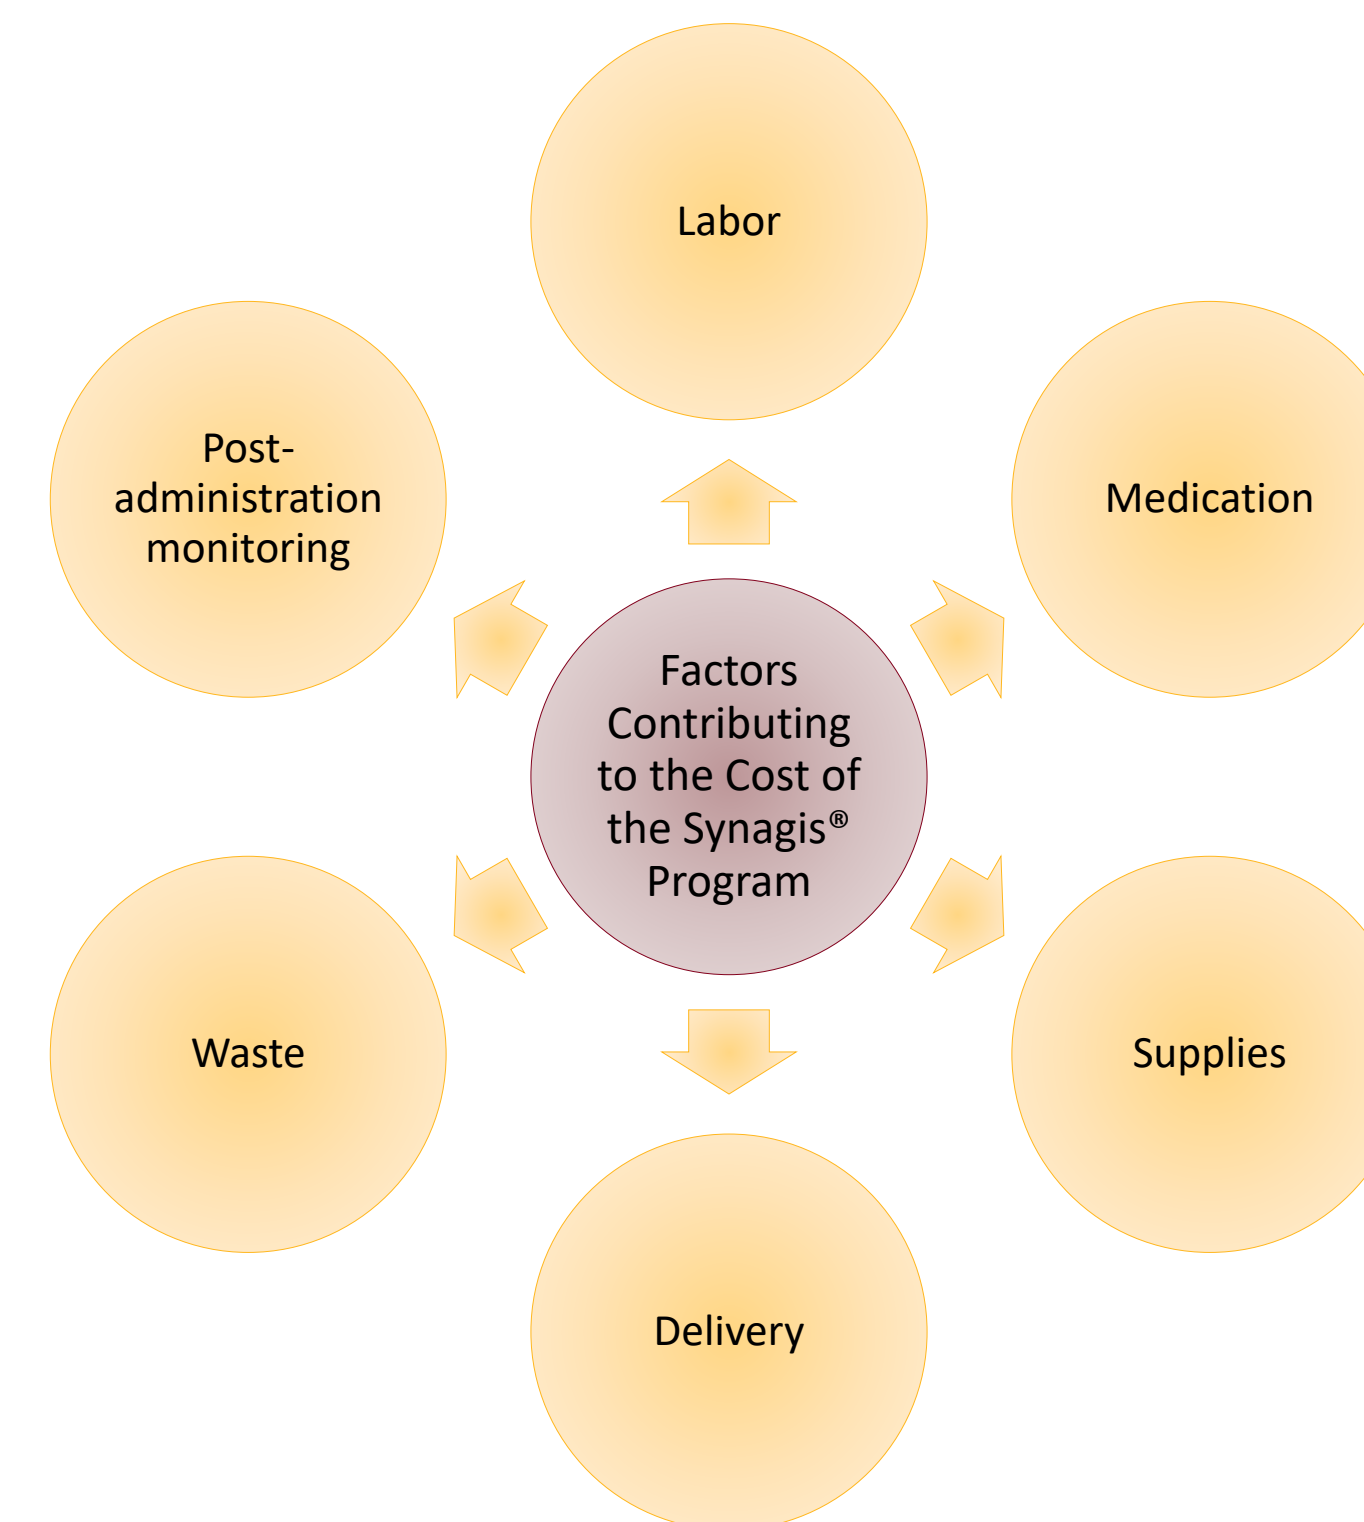 Labor
Post-
administration
monitoring
Medication
Factors
Contributing
to the Cost of
the Synagis®
Program
Waste
Supplies
Delivery